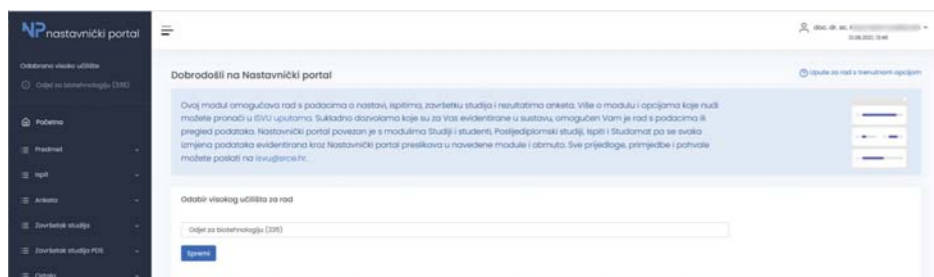 NP nastavnički portal
doc. dr. sc.
Odabrano visoko učilište
Odjel za biotehnologiju (335)
Dobrodošli na Nastavnički portal
Upute za rad s trenutnom opcijom
Ovaj modul omogućava rad s podacima o nastavi, ispitima, završetku studija i rezultatima anketa. Više o modulu i opcijama koje nudi
možete pronaći u ISVU uputama. Sukladno dozvolama koje su za Vas evidentirane u sustavu, omogućen Vam je rad s podacima ili
pregled podataka. Nastavnički portal povezan je s modulima Studiji i studenti, Poslijediplomski studiji, Ispiti i Studomat pa se svaka
izmjena podataka evidentirana kroz Nastavnički portal preslikava u navedene module i obrnuto. Sve prijedloge, primjedbe i pohvale
možete poslati na isvu@srce.hr.
Početna
Predmet
Ispit
Anketa
Završetak studija
Završetak studija PDS
Ostalo
Odabir visokog učilišta za rad
Odjel za biotehnologiju (335)
Spremi